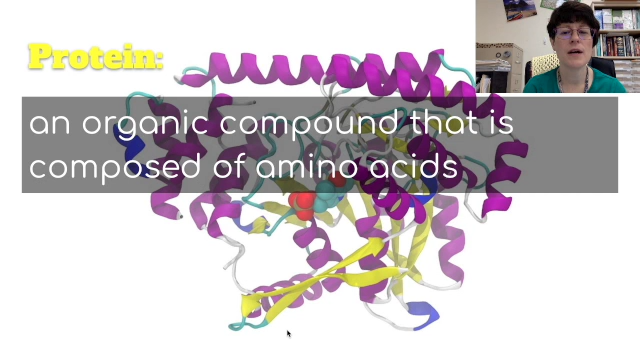 Protein:
an organic compound that is
composed of amino acids